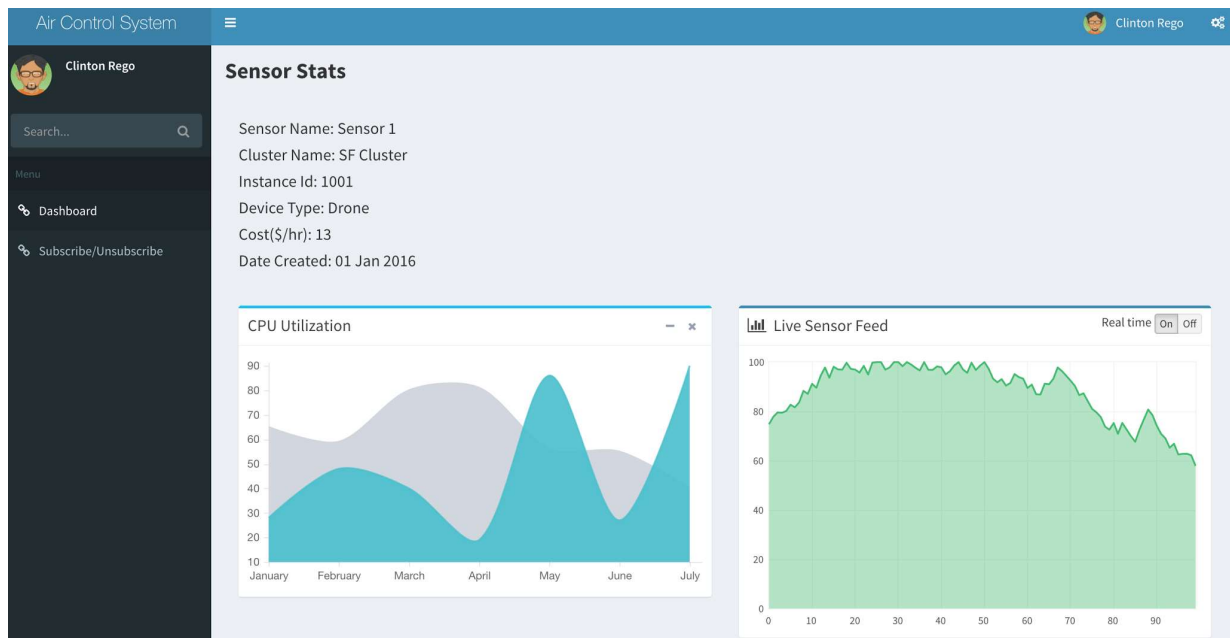 Air Control System
Clinton Rego
Clinton Rego
Search...
Menu
Dashboard
Subscribe/Unsubscribe
Sensor Stats
Sensor Name: Sensor 1
Cluster Name: SF Cluster
Instance Id: 1001
Device Type: Drone
Cost($/hr): 13
Date Created: 01 Jan 2016
CPU Utilization
90
80
70
60
50
40
30
20
10
January February March April May June July
Live Sensor Feed
Real time On Off
100
80
60
40
20
0
0 10 20 30 40 50 60 70 80 90